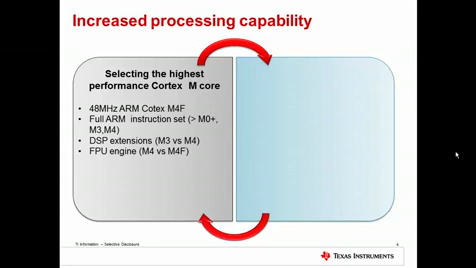 Increased processing capability
Selecting the highest
performance Cortex M core
• 48MHz ARM Cotex M4F
• Full ARM instruction set (> M0+,
M3,M4)
• DSP extensions (M3 vs M4)
• FPU engine (M4 vs M4F)
TI Information – Selective Disclosure
TEXAS INSTRUMENTS
4